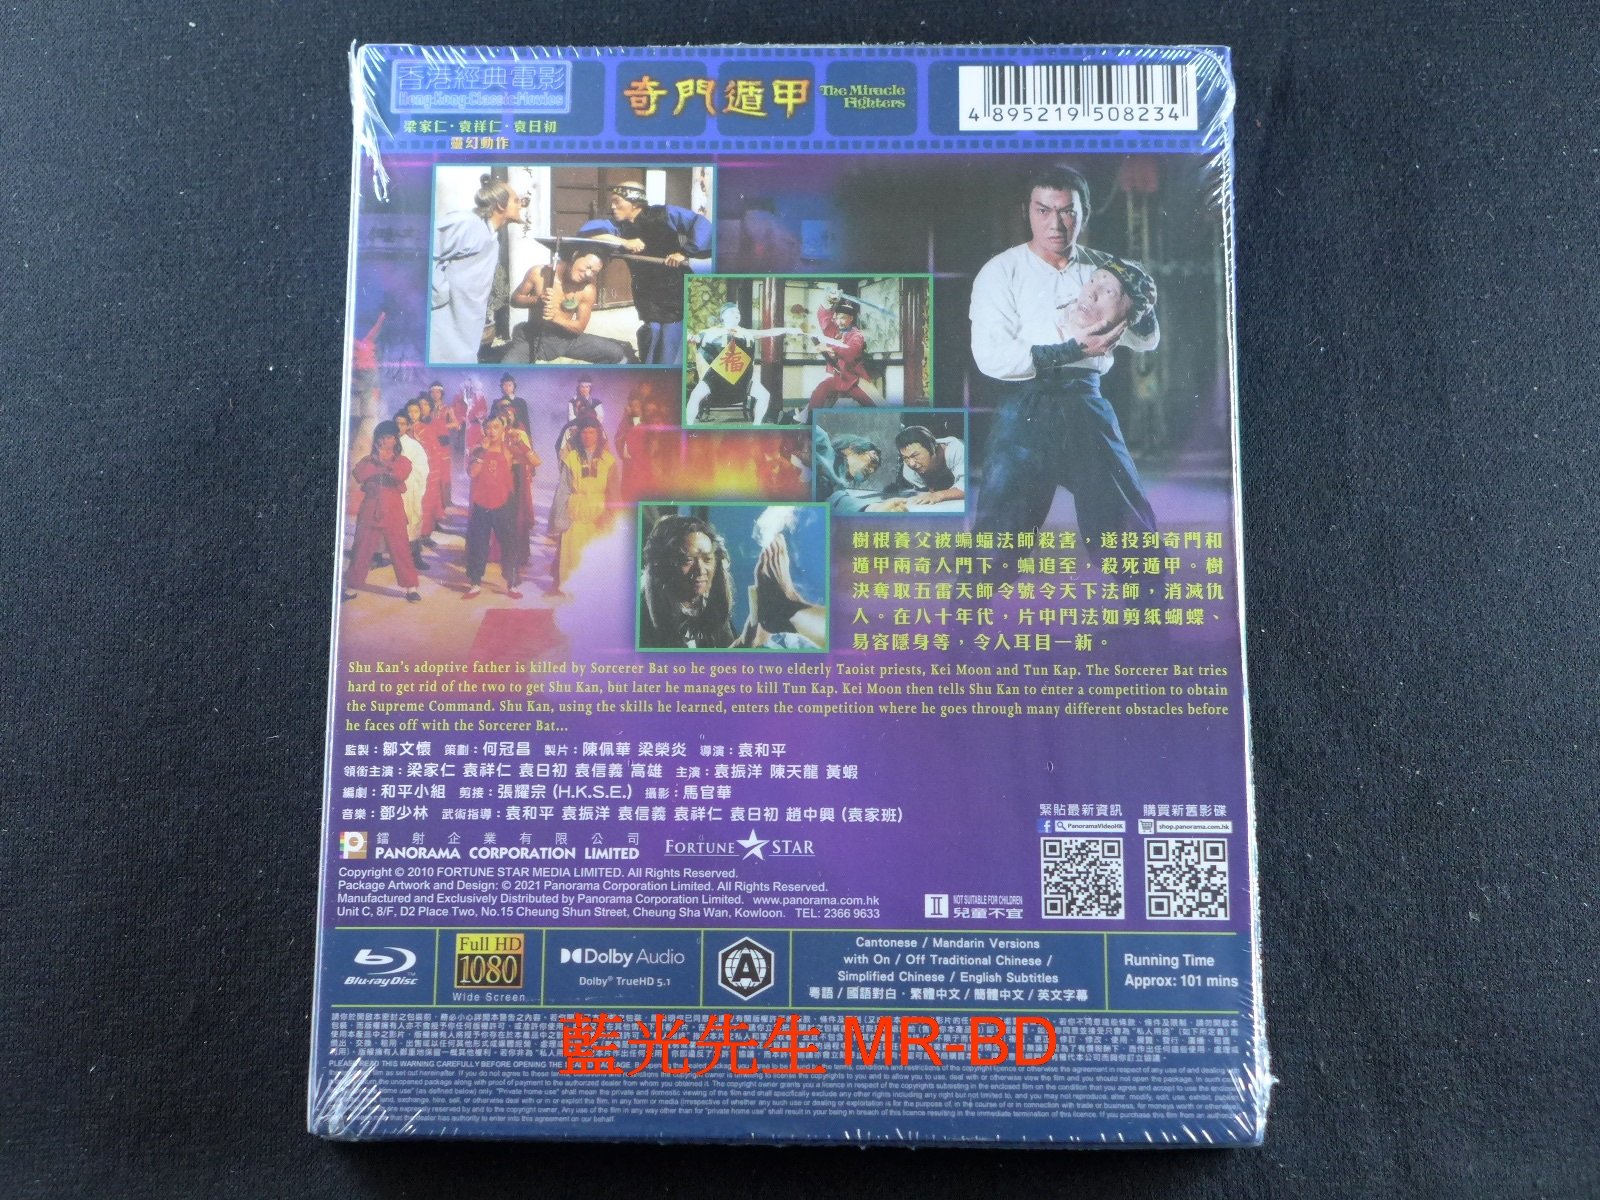 香港經典電影
Hong Kong Classic Movies
梁家仁·袁祥仁·袁日初
靈幻動作
奇門遁甲
The Miracle
Fighters
4 895219 508234
福
樹根養父被蝙蝠法師殺害，遂投到奇門和
遁甲兩奇人門下。蝙追至，殺死遁甲。樹
決奪取五雷天師令號令天下法師，消滅仇
人。在八十年代，片中鬥法如剪紙蝴蝶、
易容隱身等，令人耳目一新。
Shu Kan's adoptive father is killed by Sorcerer Bat so he goes to two elderly Taoist priests, Kei Moon and Tun Kap. The Sorcerer Bat tries
hard to get rid of the two to get Shu Kan, but later he manages to kill Tun Kap. Kei Moon then tells Shu Kan to enter a competition to obtain
the Supreme Command. Shu Kan, using the skills he learned, enters the competition where he goes through many different obstacles before
he faces off with the Sorcerer Bat...
監製：鄒文懷 策劃：何冠昌 製片：陳佩華 梁榮炎 導演：袁和平
領銜主演：梁家仁 袁祥仁 袁日初 袁信義 高雄 主演：袁振洋 陳天龍 黃蝦
編劇：和平小組 剪接：張耀宗 (H.K.S.E.) 攝影：馬官華
音樂：鄧少林 武術指導：袁和平 袁振洋 袁信義 袁祥仁 袁日初 趙中興 (袁家班)
緊貼最新資訊
PanoramaVideoHK
購買新舊影碟
shop.panorama.com.hk
鐳射企業有限公司
PANORAMA CORPORATION LIMITED
FORTUNE STAR
Copyright © 2010 FORTUNE STAR MEDIA LIMITED. All Rights Reserved.
Package Artwork and Design: © 2021 Panorama Corporation Limited. All Rights Reserved.
Manufactured and Exclusively Distributed by Panorama Corporation Limited. www.panorama.com.hk
Unit C, 8/F, D2 Place Two, No.15 Cheung Shun Street, Cheung Sha Wan, Kowloon. TEL: 2366 9633
II NOT SUITABLE FOR CHILDREN
兒童不宜
Blu-ray Disc
Full HD
1080
Wide Screen
Dolby Audio
Dolby® TrueHD 5.1
A
Cantonese / Mandarin Versions
with On / Off Traditional Chinese /
Simplified Chinese / English Subtitles
粵語 / 國語對白·繁體中文 / 簡體中文 / 英文字幕
Running Time
Approx: 101 mins
藍光先生 MR-BD